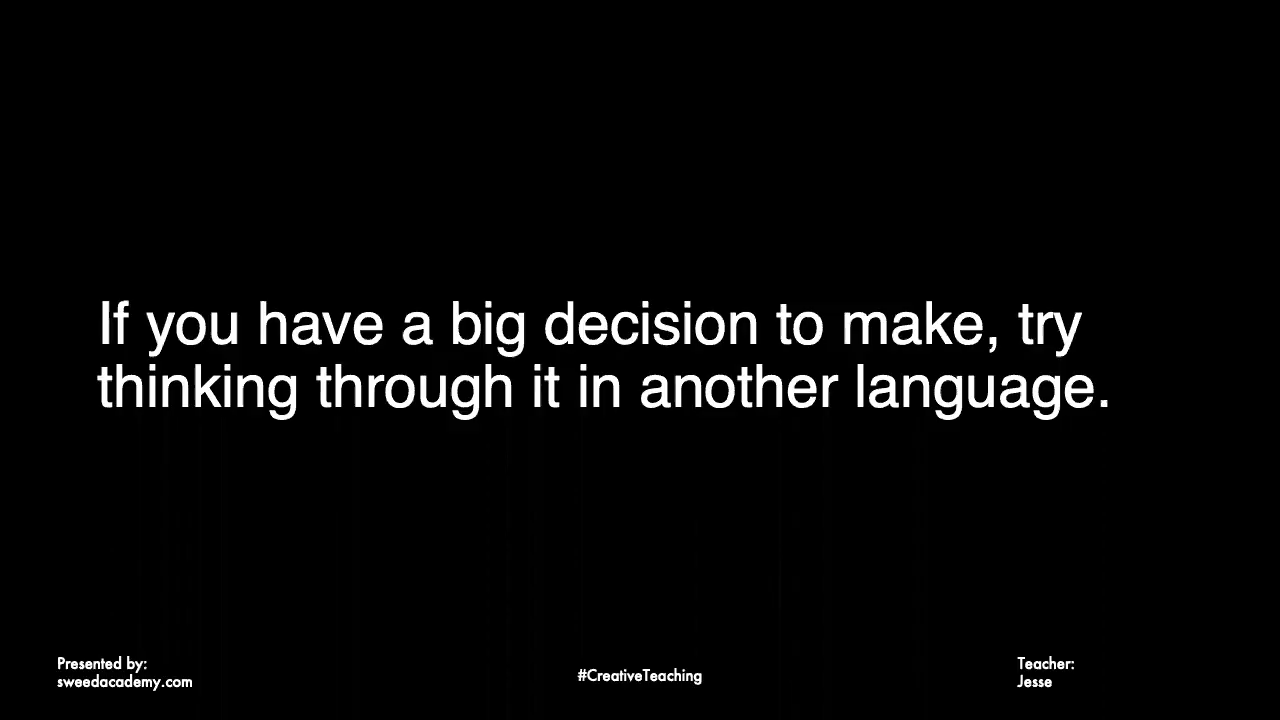 If you have a big decision to make, try
thinking through it in another language.
Presented by:
sweedacademy.com
#CreativeTeaching
Teacher:
Jesse